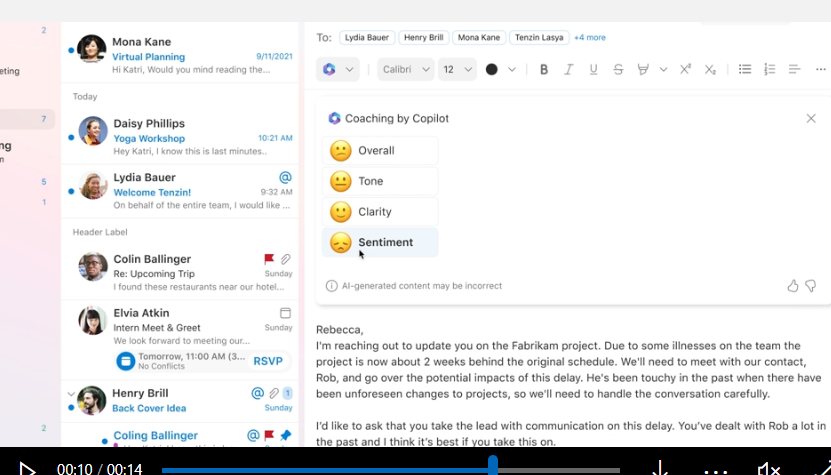 2
eting
7
ng
m
5
1
2
Mona Kane
Virtual Planning 9/11/2021
Hi Katri, Would you mind reading the...
Today
Daisy Phillips
Yoga Workshop 10:21 AM
Hey Katri, I know this is last minutes..
Lydia Bauer @
Welcome Tenzin! 9:32 AM
On behalf of the entire team, I would like ...
Header Label
Colin Ballinger
Re: Upcoming Trip Sunday
I found these restaurants near our hotel...
Elvia Atkin
Intern Meet & Greet Sunday
We look forward to meeting our...
Tomorrow, 11:00 AM (3... RSVP
No Conflicts
Henry Brill @ 1
Back Cover Idea Sunday
Coling Ballinger @
To: Lydia Bauer Henry Brill Mona Kane Tenzin Lasya +4 more
Calibri 12 B I U S X² X₂ ...
Coaching by Copilot
Overall
Tone
Clarity
Sentiment
AI-generated content may be incorrect
Rebecca,
I'm reaching out to update you on the Fabrikam project. Due to some illnesses on the team the
project is now about 2 weeks behind the original schedule. We'll need to meet with our contact,
Rob, and go over the potential impacts of this delay. He's been touchy in the past when there have
been unforeseen changes to projects, so we'll need to handle the conversation carefully.
I'd like to ask that you take the lead with communication on this delay. You've dealt with Rob a lot in
the past and I think it's best if you take this on.
00:10 / 00:14